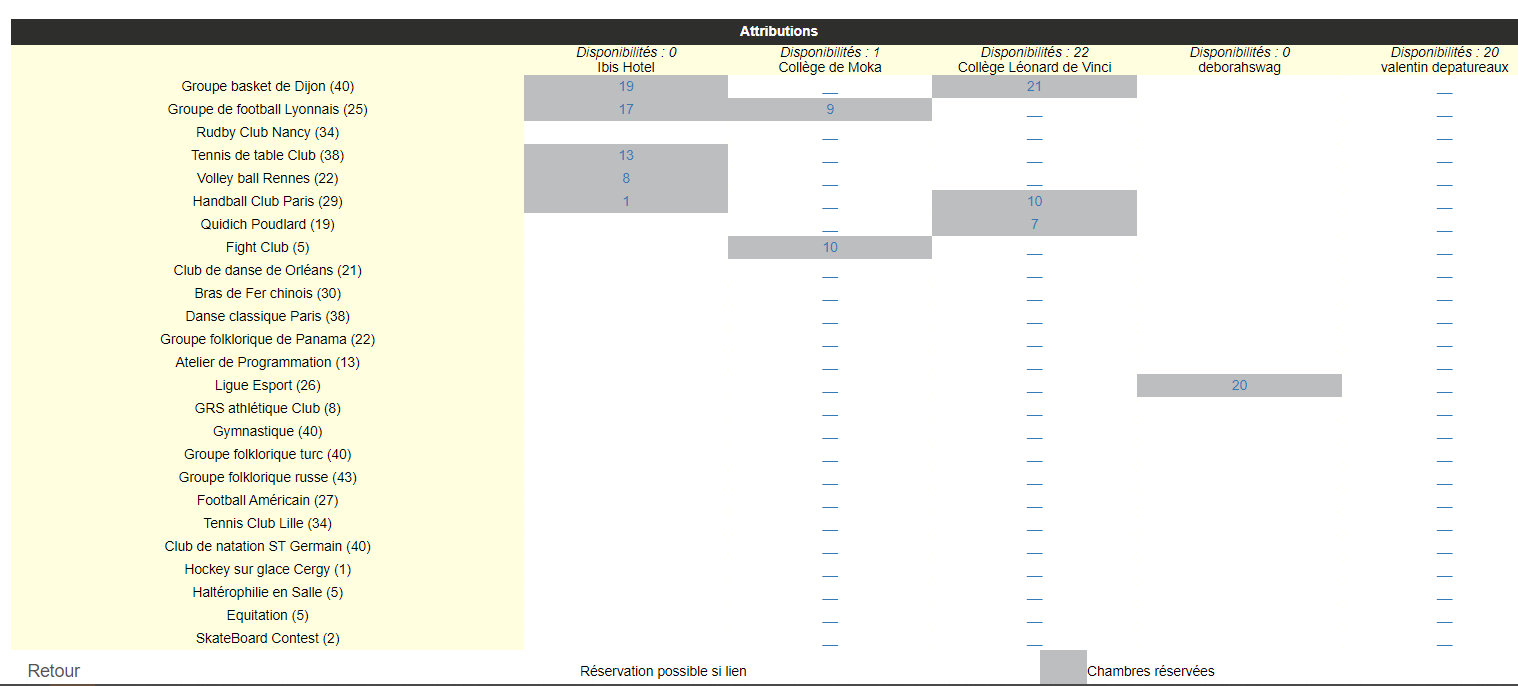 Attributions
Disponibilités : 0 Disponibilités : 1 Disponibilités : 22 Disponibilités : 0 Disponibilités : 20
Ibis Hotel Collège de Moka Collège Léonard de Vinci deborahswag valentin depatureaux
Groupe basket de Dijon (40) 19 __ 21 __
Groupe de football Lyonnais (25) 17 9 __ __
Rudby Club Nancy (34) __ __ __
Tennis de table Club (38) 13 __ __ __
Volley ball Rennes (22) 8 __ __ __
Handball Club Paris (29) 1 __ 10 __
Quidich Poudlard (19) __ 7 __
Fight Club (5) 10 __ __
Club de danse de Orléans (21) __ __ __
Bras de Fer chinois (30) __ __ __
Danse classique Paris (38) __ __ __
Groupe folklorique de Panama (22) __ __ __
Atelier de Programmation (13) __ __ __
Ligue Esport (26) __ __ 20 __
GRS athlétique Club (8) __ __ __
Gymnastique (40) __ __ __
Groupe folklorique turc (40) __ __ __
Groupe folklorique russe (43) __ __ __
Football Américain (27) __ __ __
Tennis Club Lille (34) __ __ __
Club de natation ST Germain (40) __ __ __
Hockey sur glace Cergy (1) __ __ __
Haltérophilie en Salle (5) __ __ __
Equitation (5) __ __ __
SkateBoard Contest (2) __ __ __
Retour Réservation possible si lien Chambres réservées